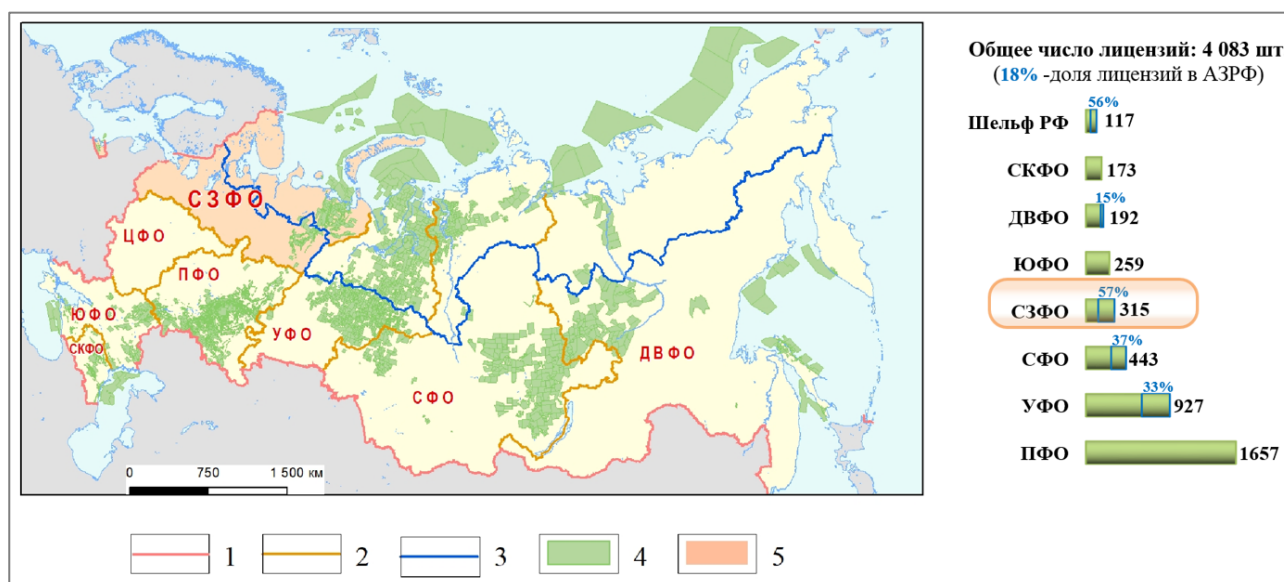 СЗФО
ЦФО
ПФО
ЮФО
СКФО
УФО
СФО
ДВФО
0 750 1 500 км
1 2 3 4 5
Общее число лицензий: 4 083 шт
(18% -доля лицензий в АЗРФ)
56%
Шельф РФ 117
СКФО 173
15%
ДВФО 192
ЮФО 259
57%
СЗФО 315
37%
СФО 443
33%
УФО 927
ПФО 1657